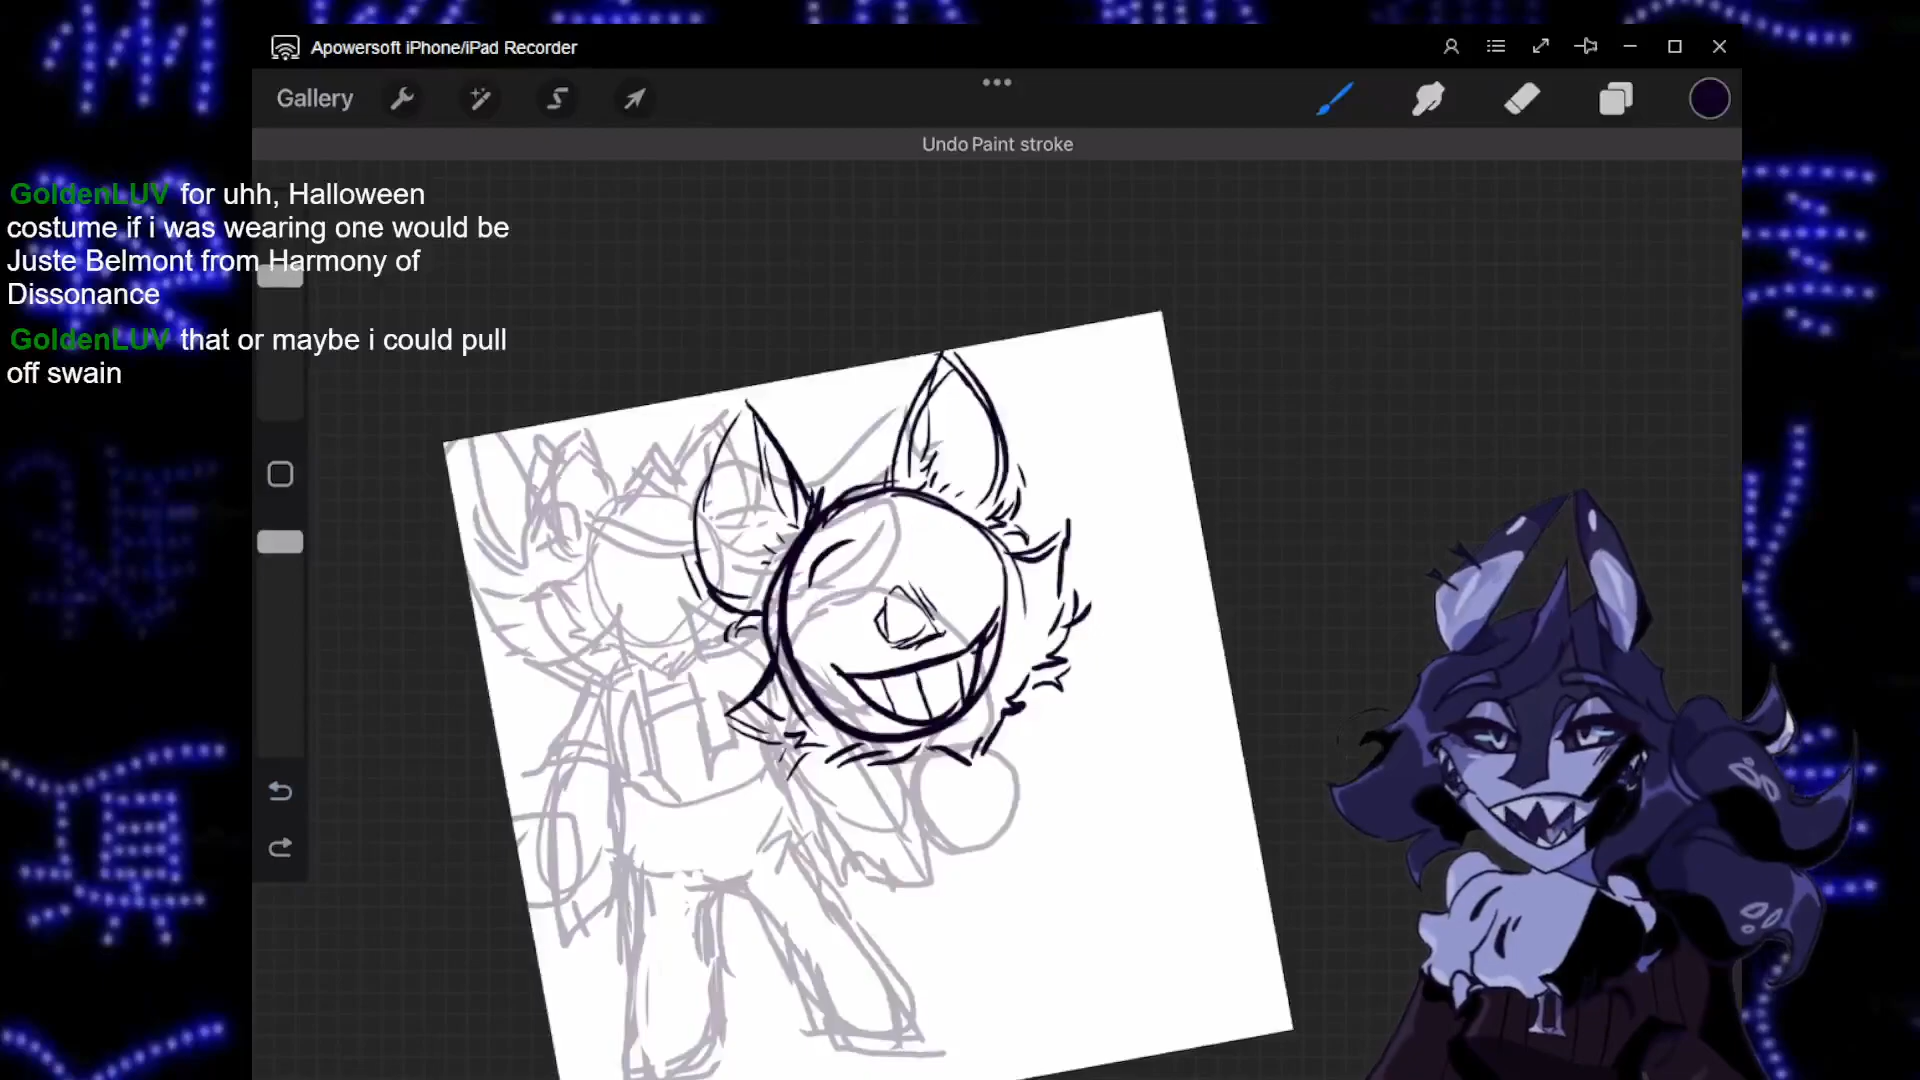 Apowersoft iPhone/iPad Recorder
Gallery
Undo Paint stroke
GoldenLUV for uhh, Halloween
costume if i was wearing one would be
Juste Belmont from Harmony of
Dissonance
GoldenLUV that or maybe i could pull
off swain